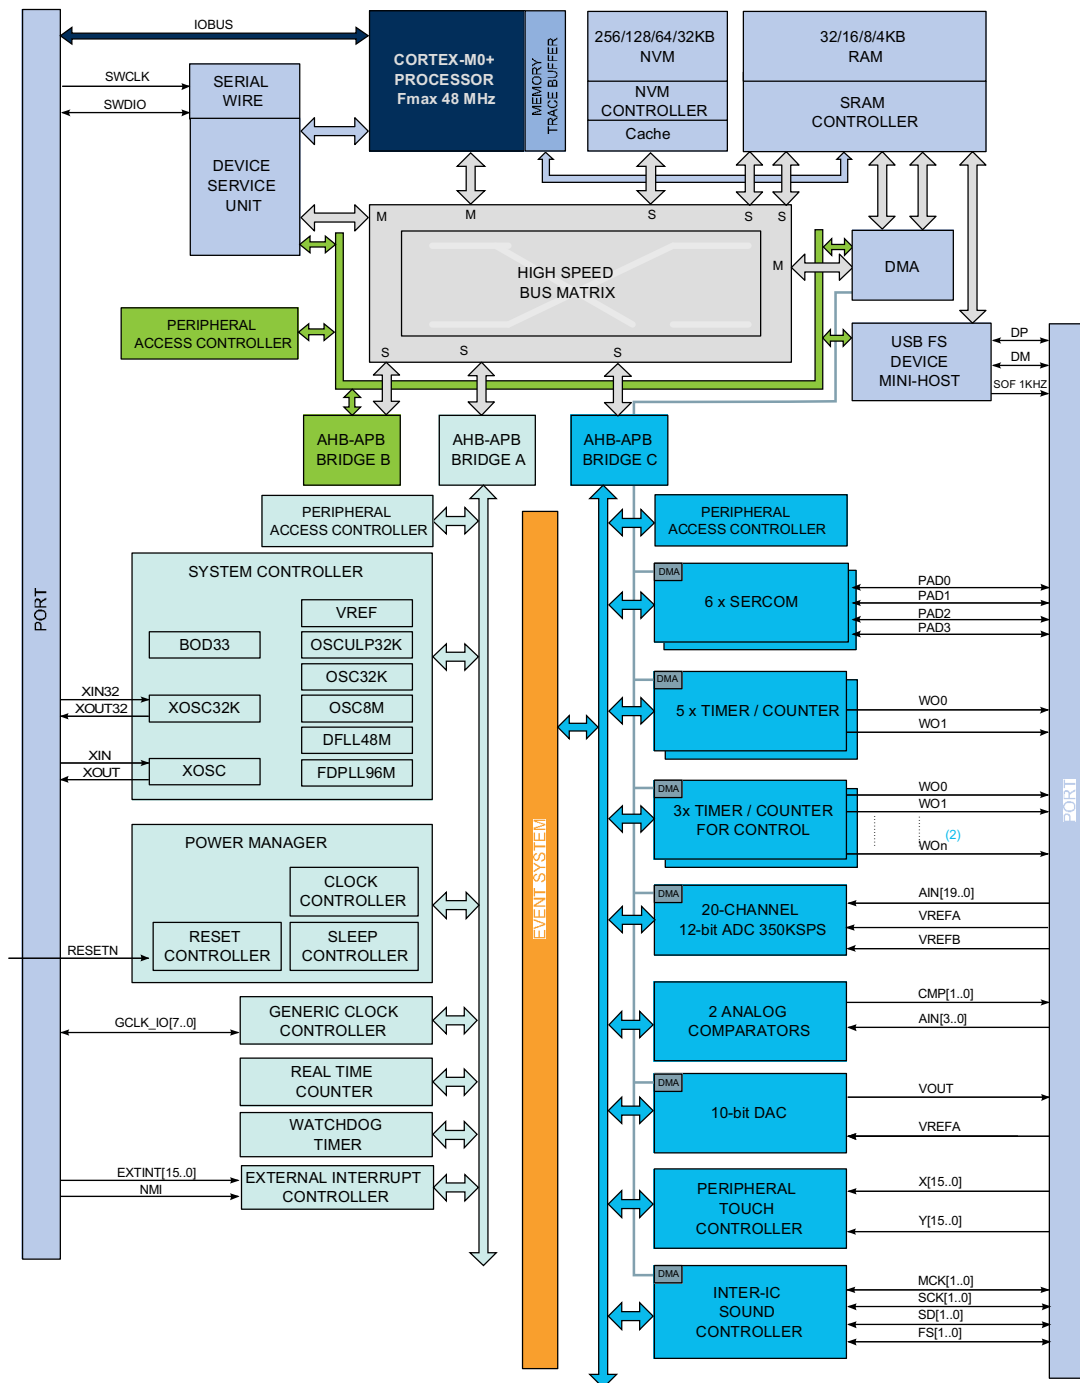 IOBUS
CORTEX-M0+
PROCESSOR
Fmax 48 MHz
MEMORY
TRACE BUFFER
256/128/64/32KB
NVM
NVM
CONTROLLER
Cache
32/16/8/4KB
RAM
SRAM
CONTROLLER
SWCLK
SWDIO
SERIAL
WIRE
DEVICE
SERVICE
UNIT
M
M
S
S
S
M
HIGH SPEED
BUS MATRIX
S
S
S
DMA
PERIPHERAL
ACCESS CONTROLLER
USB FS
DEVICE
MINI-HOST
DP
DM
SOF 1KHZ
AHB-APB
BRIDGE B
AHB-APB
BRIDGE A
AHB-APB
BRIDGE C
PORT
PERIPHERAL
ACCESS CONTROLLER
SYSTEM CONTROLLER
VREF
BOD33
OSCULP32K
OSC32K
XIN32
XOUT32
XOSC32K
OSC8M
DFLL48M
XIN
XOUT
XOSC
FDPLL96M
POWER MANAGER
CLOCK
CONTROLLER
RESETN
RESET
CONTROLLER
SLEEP
CONTROLLER
GCLK_IO[7..0]
GENERIC CLOCK
CONTROLLER
REAL TIME
COUNTER
WATCHDOG
TIMER
EXTINT[15..0]
NMI
EXTERNAL INTERRUPT
CONTROLLER
EVENT SYSTEM
PERIPHERAL
ACCESS CONTROLLER
DMA
6 x SERCOM
PAD0
PAD1
PAD2
PAD3
DMA
5 x TIMER / COUNTER
WO0
WO1
DMA
3x TIMER / COUNTER
FOR CONTROL
WO0
WO1
(2)
WOn
DMA
20-CHANNEL
12-bit ADC 350KSPS
AIN[19..0]
VREFA
VREFB
2 ANALOG
COMPARATORS
CMP[1..0]
AIN[3..0]
DMA
10-bit DAC
VOUT
VREFA
PERIPHERAL
TOUCH
CONTROLLER
X[15..0]
Y[15..0]
DMA
INTER-IC
SOUND
CONTROLLER
MCK[1..0]
SCK[1..0]
SD[1..0]
FS[1..0]
PORT